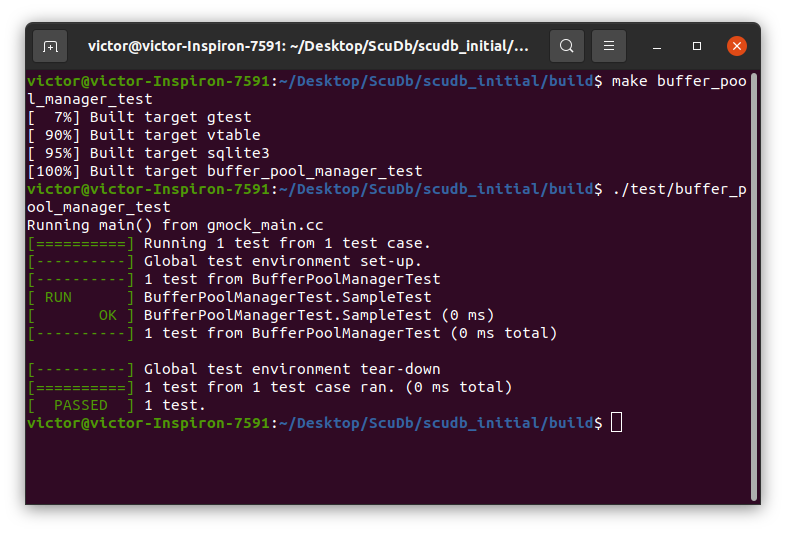 victor@victor-Inspiron-7591: ~/Desktop/ScuDb/scudb_initial/...
victor@victor-Inspiron-7591:~/Desktop/ScuDb/scudb_initial/build$ make buffer_poo
l_manager_test
[  7%] Built target gtest
[ 90%] Built target vtable
[ 95%] Built target sqlite3
[100%] Built target buffer_pool_manager_test
victor@victor-Inspiron-7591:~/Desktop/ScuDb/scudb_initial/build$ ./test/buffer_p
ool_manager_test
Running main() from gmock_main.cc
[==========] Running 1 test from 1 test case.
[----------] Global test environment set-up.
[----------] 1 test from BufferPoolManagerTest
[ RUN      ] BufferPoolManagerTest.SampleTest
[       OK ] BufferPoolManagerTest.SampleTest (0 ms)
[----------] 1 test from BufferPoolManagerTest (0 ms total)

[----------] Global test environment tear-down
[==========] 1 test from 1 test case ran. (0 ms total)
[  PASSED  ] 1 test.
victor@victor-Inspiron-7591:~/Desktop/ScuDb/scudb_initial/build$